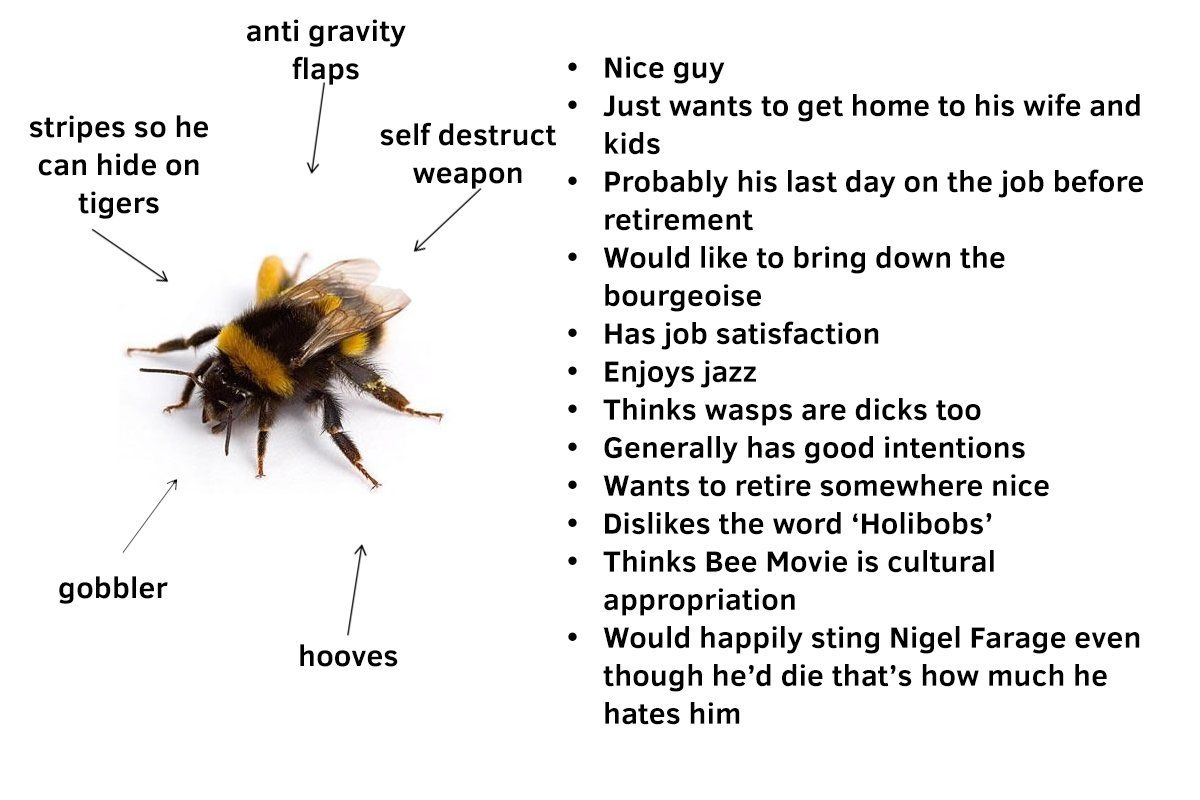 anti gravity
flaps
stripes so he
can hide on
tigers
self destruct
weapon
gobbler
hooves
• Nice guy
• Just wants to get home to his wife and
kids
• Probably his last day on the job before
retirement
• Would like to bring down the
bourgeoise
• Has job satisfaction
• Enjoys jazz
• Thinks wasps are dicks too
• Generally has good intentions
• Wants to retire somewhere nice
• Dislikes the word ‘Holibobs’
• Thinks Bee Movie is cultural
appropriation
• Would happily sting Nigel Farage even
though he’d die that’s how much he
hates him